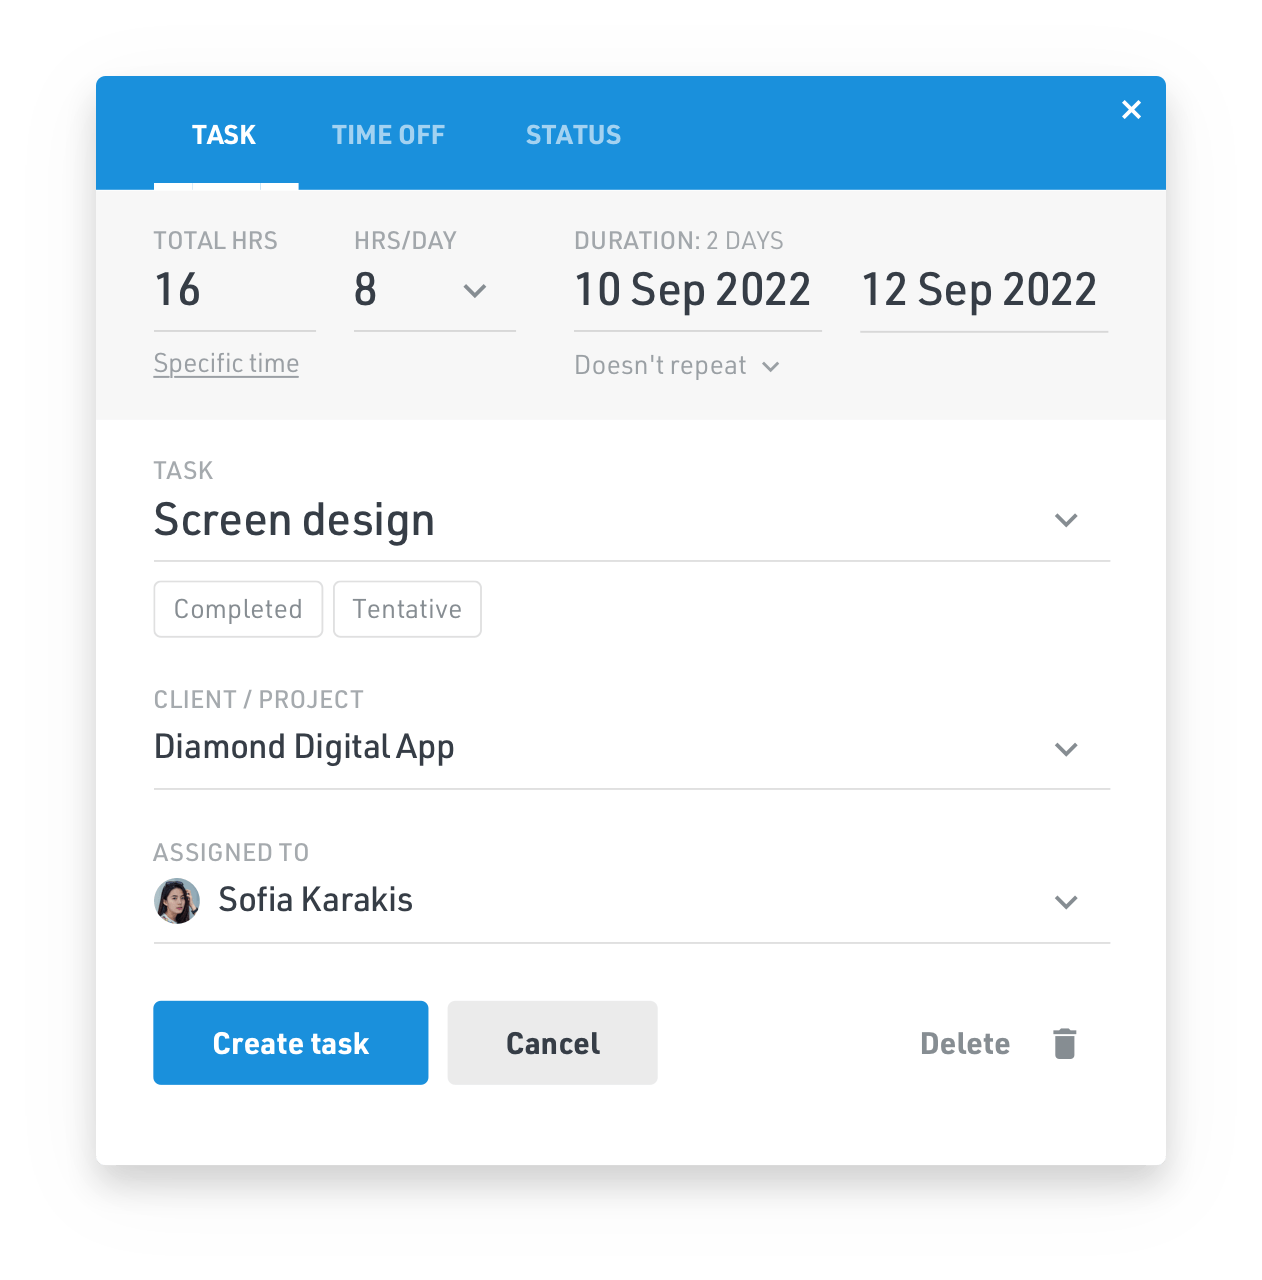 TASK TIME OFF STATUS
TOTAL HRS HRS/DAY DURATION: 2 DAYS
16 8 10 Sep 2022 12 Sep 2022
Specific time Doesn't repeat
TASK
Screen design
Completed Tentative
CLIENT / PROJECT
Diamond Digital App
ASSIGNED TO
Sofia Karakis
Create task Cancel Delete